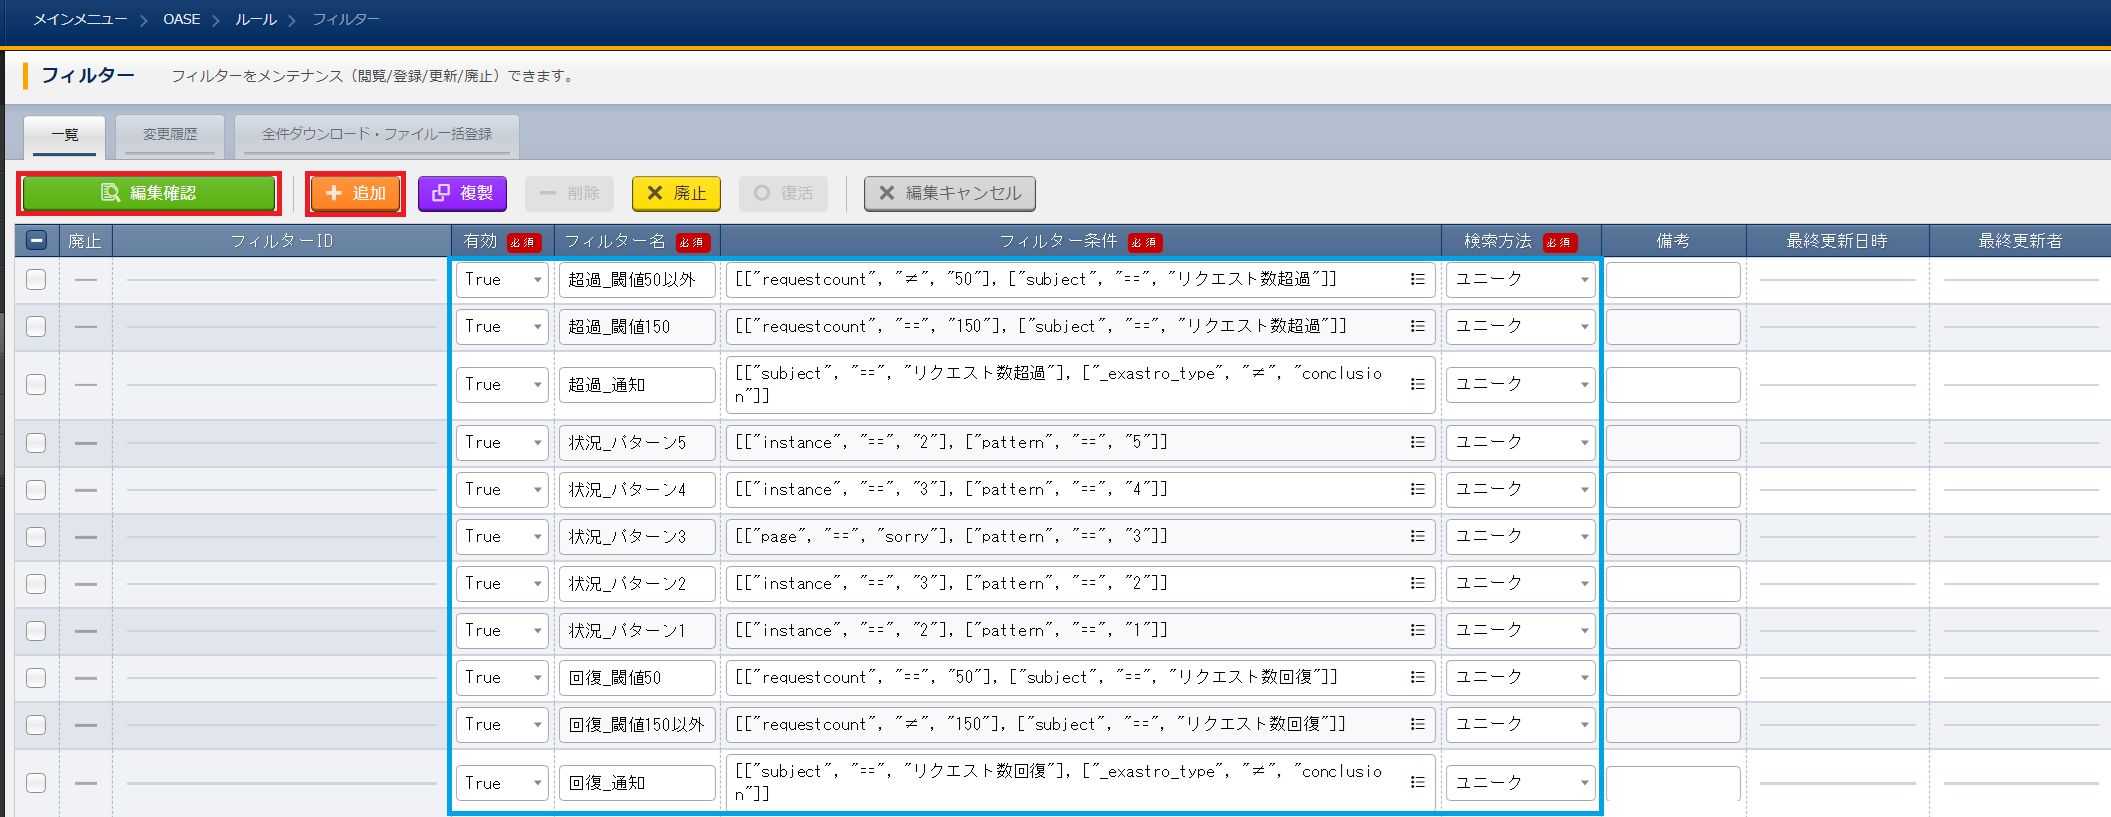 メインメニュー > OASE > ルール > フィルター
フィルター フィルターをメンテナンス（閲覧/登録/更新/廃止）できます。
一覧 変更履歴 全件ダウンロード・ファイル一括登録
編集確認 追加 複製 削除 廃止 復活 編集キャンセル
廃止 フィルターID 有効 必須 フィルター名 必須 フィルター条件 必須 検索方法 必須 備考 最終更新日時 最終更新者
True 超過_閾値50以外 [["requestcount", "≠", "50"], ["subject", "==", "リクエスト数超過"]] ユニーク
True 超過_閾値150 [["requestcount", "==", "150"], ["subject", "==", "リクエスト数超過"]] ユニーク
True 超過_通知 [["subject", "==", "リクエスト数超過"], ["_exastro_type", "≠", "conclusio
n"]] ユニーク
True 状況_パターン5 [["instance", "==", "2"], ["pattern", "==", "5"]] ユニーク
True 状況_パターン4 [["instance", "==", "3"], ["pattern", "==", "4"]] ユニーク
True 状況_パターン3 [["page", "==", "sorry"], ["pattern", "==", "3"]] ユニーク
True 状況_パターン2 [["instance", "==", "3"], ["pattern", "==", "2"]] ユニーク
True 状況_パターン1 [["instance", "==", "2"], ["pattern", "==", "1"]] ユニーク
True 回復_閾値50 [["requestcount", "==", "50"], ["subject", "==", "リクエスト数回復"]] ユニーク
True 回復_閾値150以外 [["requestcount", "≠", "150"], ["subject", "==", "リクエスト数回復"]] ユニーク
True 回復_通知 [["subject", "==", "リクエスト数回復"], ["_exastro_type", "≠", "conclusio
n"]] ユニーク